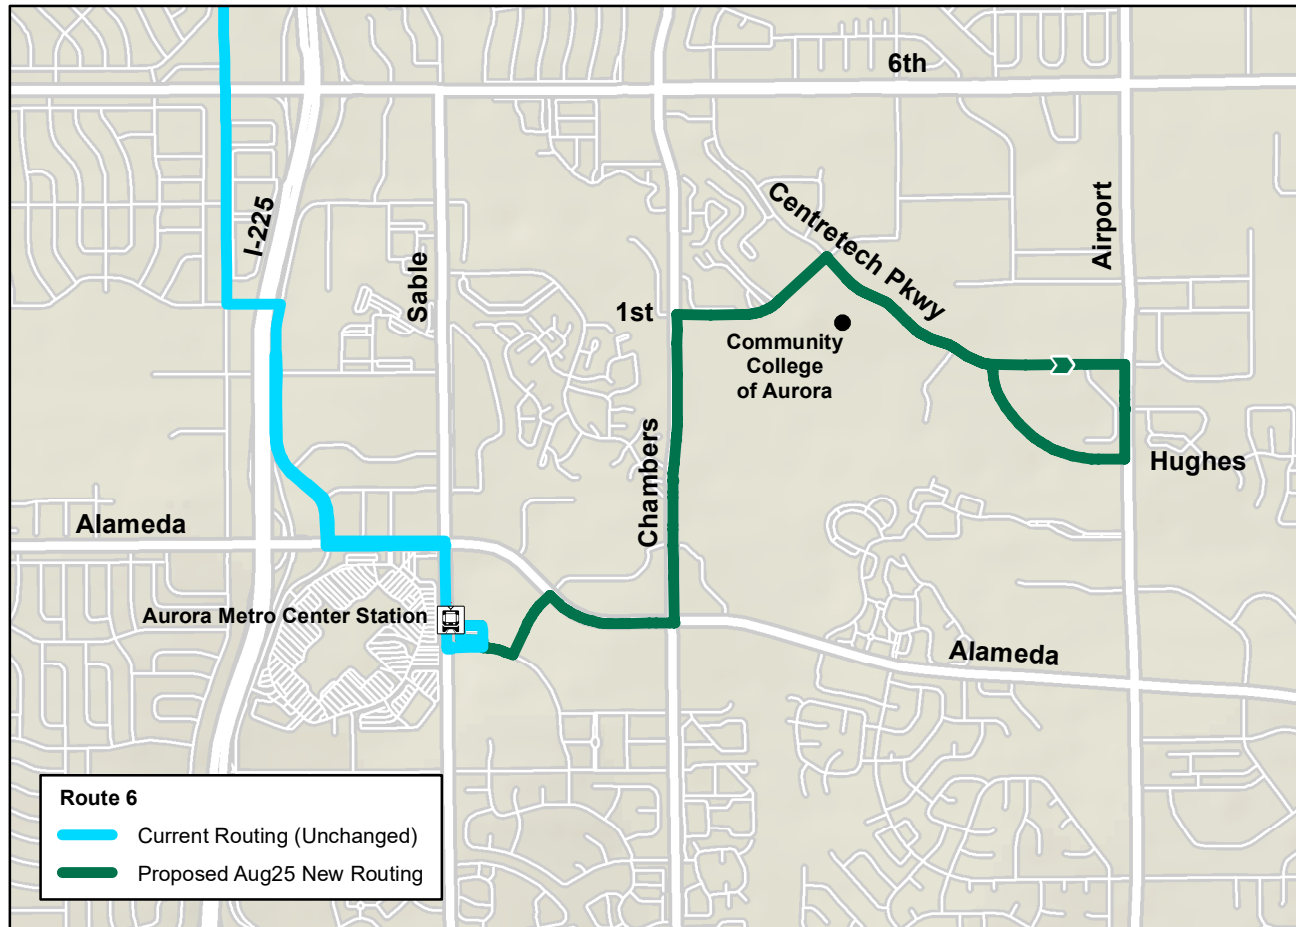 6th
I-225
Sable
Centretech Pkwy
Airport
1st
Community
College
of Aurora
Chambers
Hughes
Alameda
Aurora Metro Center Station
Alameda
Route 6
Current Routing (Unchanged)
Proposed Aug25 New Routing